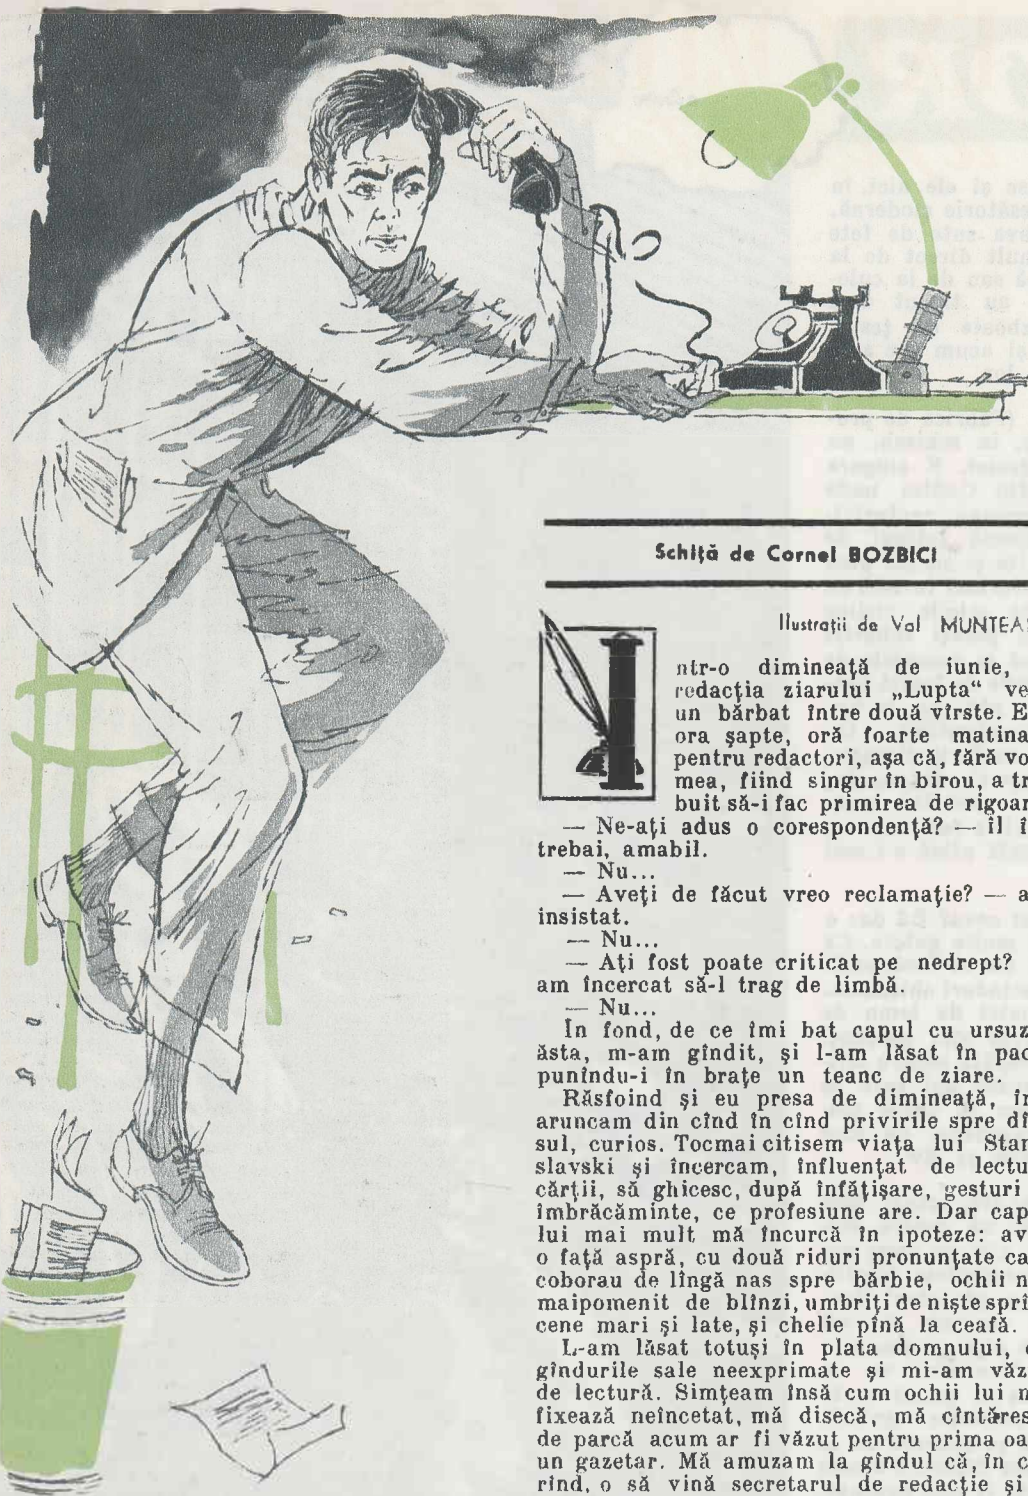 Schiță de Cornel BOZBICI
Ilustrații de Val MUNTEA
Intr-o dimineață de iunie,
redacția ziarului „Lupta“ ve
un bărbat între două vîrste. E
ora șapte, oră foarte matina
pentru redactori, așa că, fără vo
mea, fiind singur în birou, a tr
buit să-i fac primirea de rigoar
— Ne-ați adus o corespondență? — îl î
trebai, amabil.
— Nu...
— Aveți de făcut vreo reclamație? — a
insistat.
— Nu...
— Ați fost poate criticat pe nedrept?
am încercat să-l trag de limbă.
— Nu...
In fond, de ce îmi bat capul cu ursuz
ăsta, m-am gîndit, și l-am lăsat în pac
punîndu-i în brațe un teanc de ziare.
Răsfoind și eu presa de dimineață, îr
aruncam din cînd în cînd privirile spre dî
sul, curios. Tocmai citisem viața lui Star
slavski și încercam, înfluențat de lectu
cărții, să ghicesc, după înfățișare, gesturi
îmbrăcăminte, ce profesiune are. Dar cap
lui mai mult mă încurcă în ipoteze: av
o față aspră, cu două riduri pronunțate ca
coborau de lîngă nas spre bărbie, ochii n
maipomenit de blînzi, umbriți de niște sprî
cene mari și late, și chelie pînă la ceafă.
L-am lăsat totuși în plata domnului, c
gîndurile sale neexprimate și mi-am văz
de lectură. Simțeam însă cum ochii lui m
fixează neîncetat, mă disecă, mă cîntăres
de parcă acum ar fi văzut pentru prima oa
un gazetar. Mă amuzam la gîndul că, în c
rînd, o să vină secretarul de redacție și